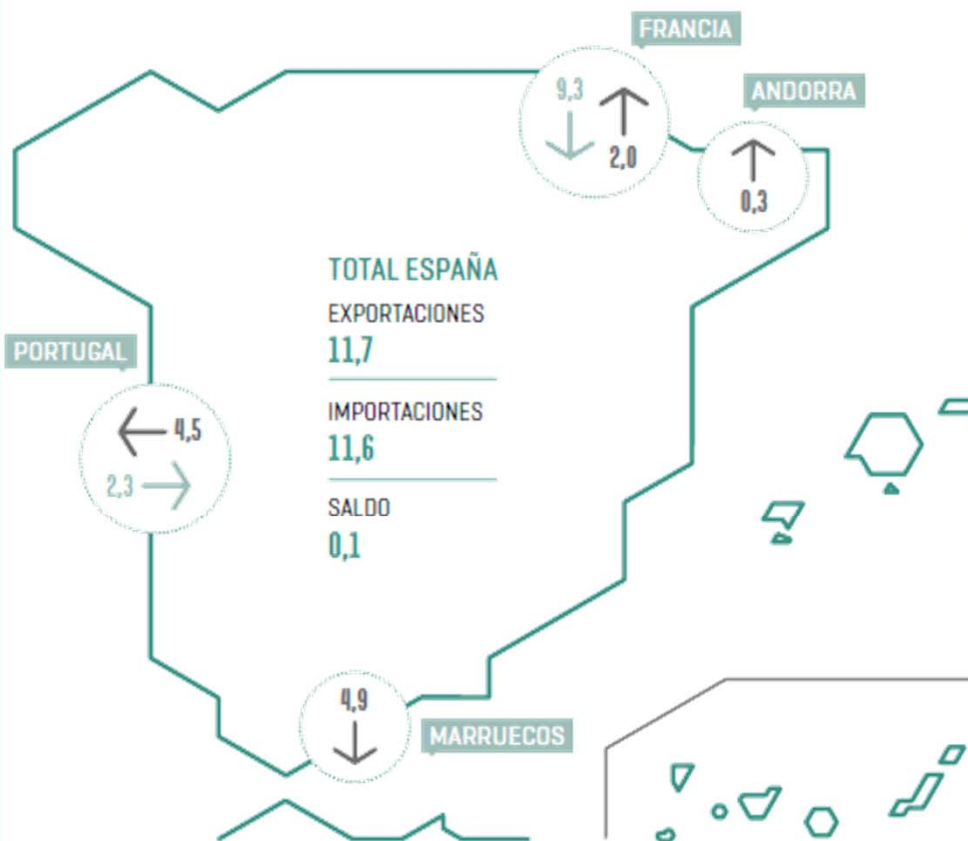 FRANCIA
9,3
2,0
ANDORRA
0,3
TOTAL ESPAÑA
EXPORTACIONES
11,7
IMPORTACIONES
11,6
SALDO
0,1
PORTUGAL
4,5
2,3
4,9
MARRUECOS